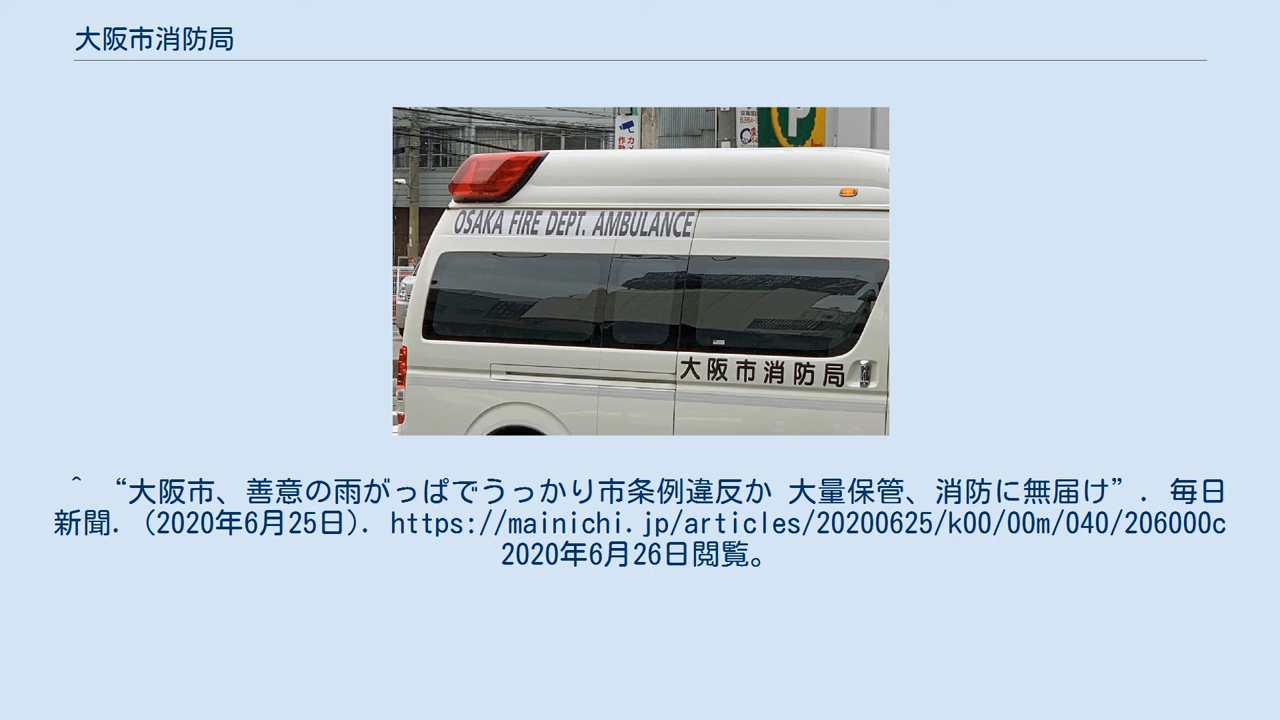 大阪市消防局
カメ
作動
P
OSAKA FIRE DEPT. AMBULANCE
大阪市消防局
^ “大阪市、善意の雨がっぱでうっかり市条例違反か 大量保管、消防に無届け”. 毎日
新聞. (2020年6月25日). https://mainichi.jp/articles/20200625/k00/00m/040/206000c
2020年6月26日閲覧。